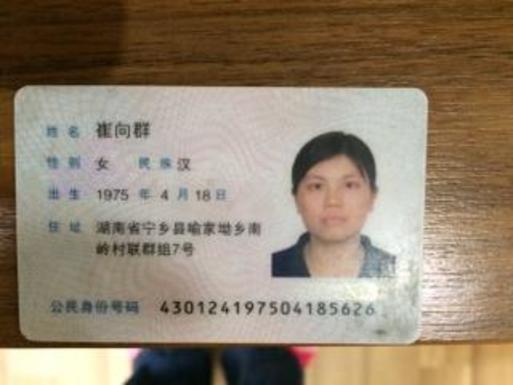 姓名 崔向群
性别 女 民族 汉
出生 1975 年 4 月 18 日
住址 湖南省宁乡县喻家坳乡南
岭村联群组7号
公民身份号码 430124197504185626